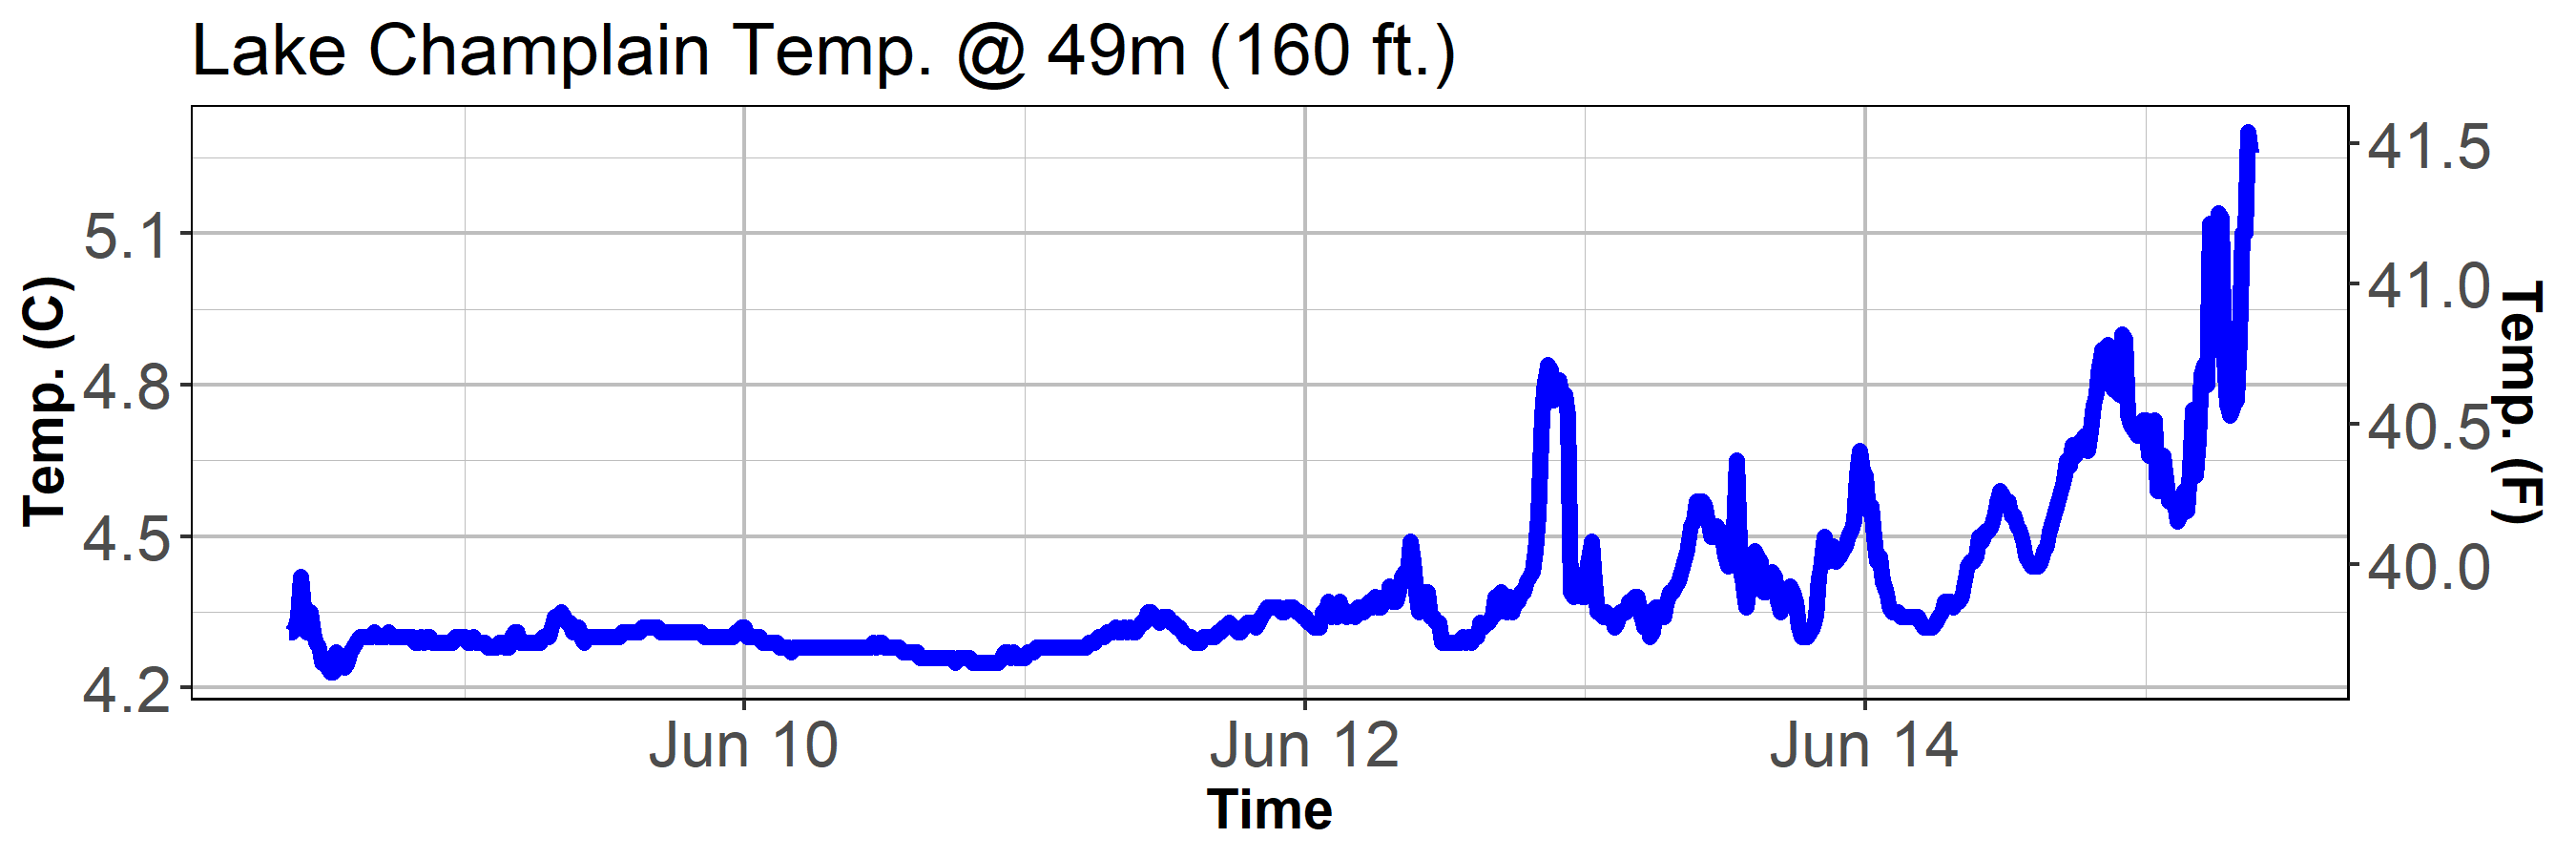 Lake Champlain Temp. @ 49m (160 ft.)
Temp. (C)
5.1
4.8
4.5
4.2
41.5
41.0
40.5
40.0
Temp. (F)
Jun 10 Jun 12 Jun 14
Time